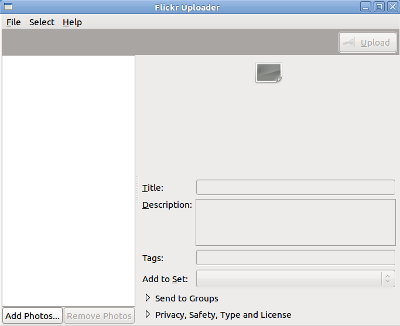 Flickr Uploader
File Select Help
Upload
Title:
Description:
Tags:
Add to Set:
Send to Groups
Privacy, Safety, Type and License
Add Photos... Remove Photos